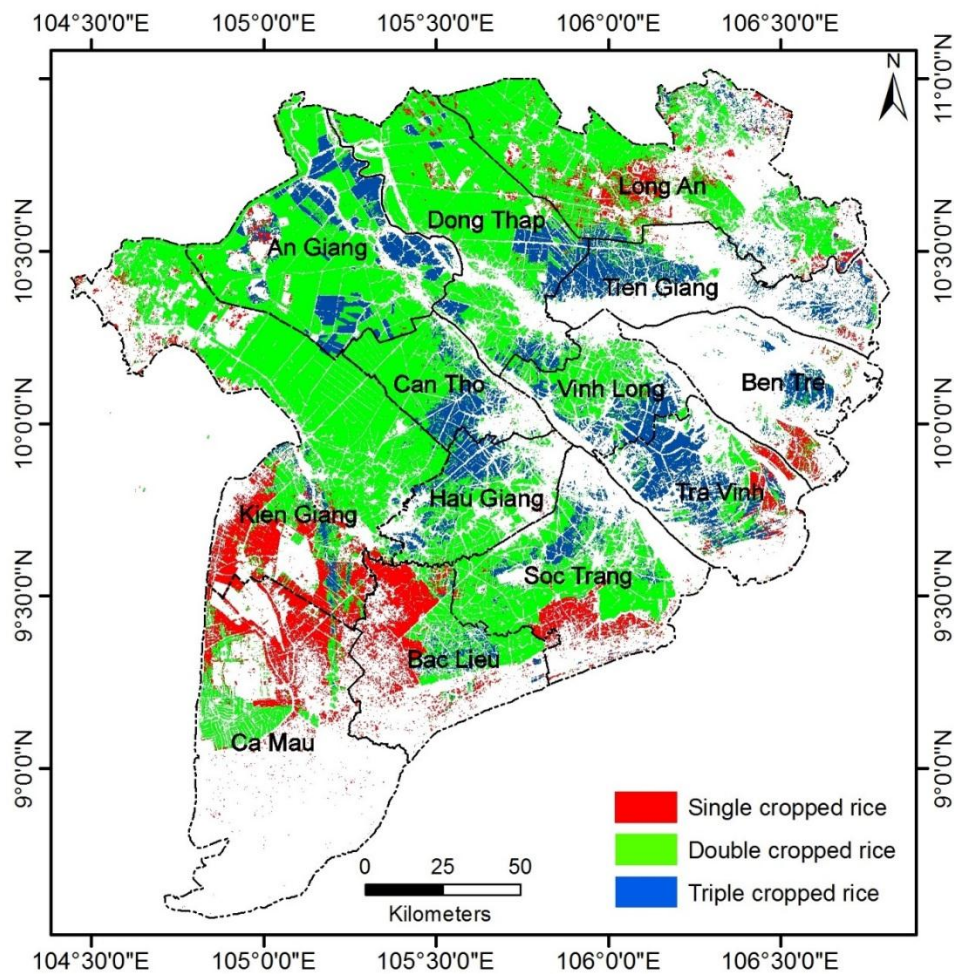 104°30'0"E 105°0'0"E 105°30'0"E 106°0'0"E 106°30'0"E
N
11°0'0"N
Long An
Dong Thap
An Giang
10°30'0"N 10°30'0"N
Tien Giang
Can Tho
Vinh Long
Ben Tre
10°0'0"N 10°0'0"N
Hau Giang
Tra Vinh
Kien Giang
Soc Trang
9°30'0"N 9°30'0"N
Bac Lieu
Ca Mau
9°0'0"N 9°0'0"N
Single cropped rice
Double cropped rice
Triple cropped rice
0 25 50
Kilometers
104°30'0"E 105°0'0"E 105°30'0"E 106°0'0"E 106°30'0"E